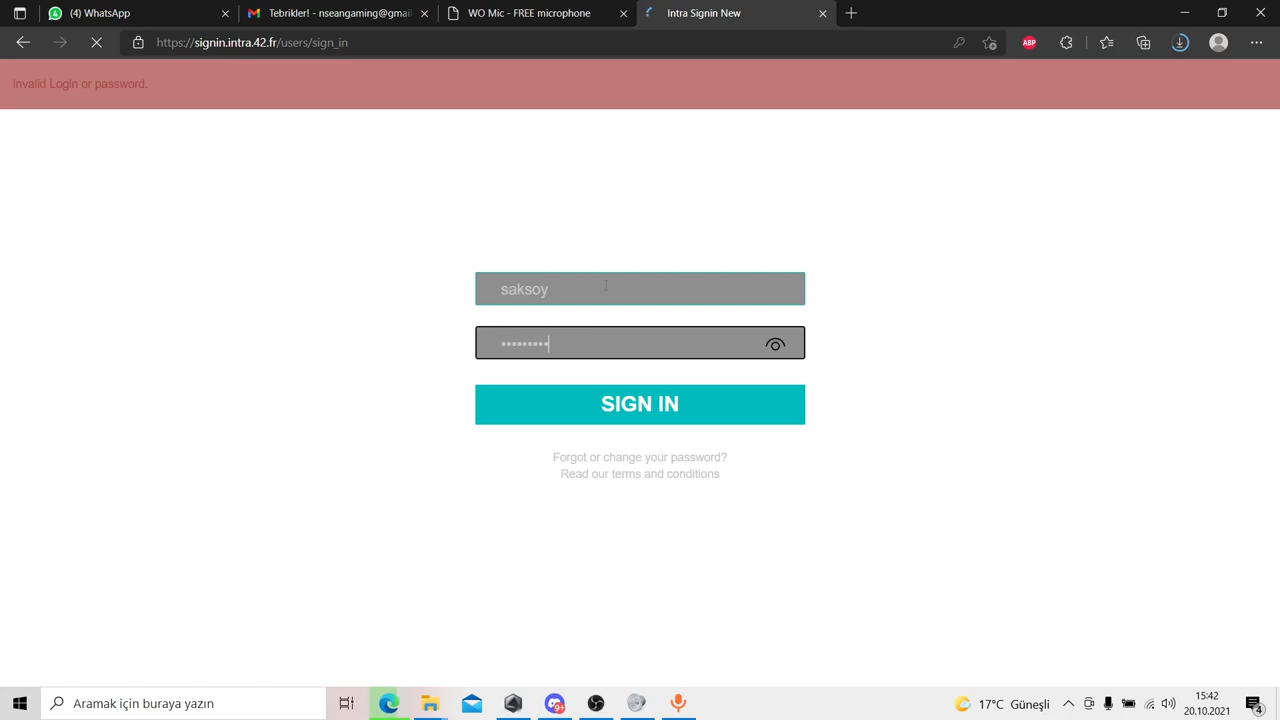 (4) WhatsApp
Tebrikler! - nseangaming@gmail
WO Mic - FREE microphone
Intra Signin New
https://signin.intra.42.fr/users/sign_in
ABP
Invalid Login or password.
saksoy
•••••••••
SIGN IN
Forgot or change your password?
Read our terms and conditions
Aramak için buraya yazın
9+
17°C Güneşli
15:42
20.10.2021
4